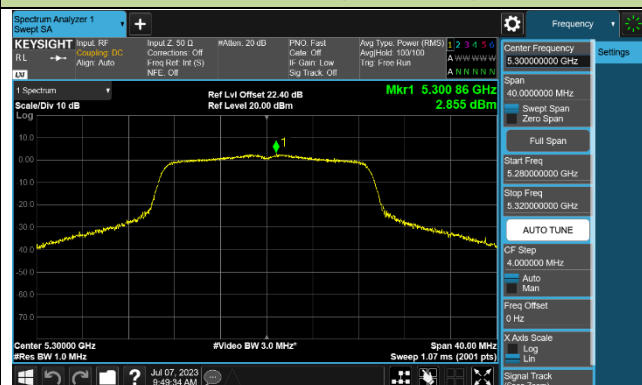 Spectrum Analyzer 1
Swept SA
Frequency
KEYSIGHT
RL
LXI
Input: RF
Coupling: DC
Align: Auto
Input Z: 50 Ω
Corrections: Off
Freq Ref: Int (S)
NFE: Off
#Atten: 20 dB
PNO: Fast
Gate: Off
IF Gain: Low
Sig Track: Off
Avg Type: Power (RMS)
Avg|Hold: 100/100
Trig: Free Run
1 2 3 4 5 6
A W W W W W
A N N N N N
1 Spectrum
Scale/Div 10 dB
Log
Ref Lvl Offset 22.40 dB
Ref Level 20.00 dBm
Mkr1 5.300 86 GHz
2.855 dBm
1
10.0
0.00
-10.0
-20.0
-30.0
-40.0
-50.0
-60.0
-70.0
Center 5.30000 GHz
#Res BW 1.0 MHz
#Video BW 3.0 MHz*
Span 40.00 MHz
Sweep 1.07 ms (2001 pts)
Jul 07, 2023
9:49:34 AM
Center Frequency
5.300000000 GHz
Span
40.0000000 MHz
Swept Span
Zero Span
Full Span
Start Freq
5.280000000 GHz
Stop Freq
5.320000000 GHz
AUTO TUNE
CF Step
4.000000 MHz
Auto
Man
Freq Offset
0 Hz
X Axis Scale
Log
Lin
Signal Track
(Span Zoom)
Settings